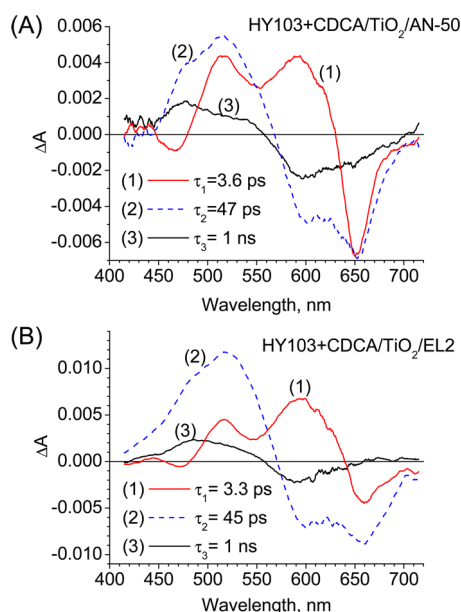 (A)
HY103+CDCA/TiO2/AN-50
0.006
0.004
0.002
0.000
-0.002
-0.004
-0.006
ΔA
(2)
(1)
(3)
(1) τ1=3.6 ps
(2) τ2=47 ps
(3) τ3= 1 ns
400 450 500 550 600 650 700
Wavelength, nm
(B)
HY103+CDCA/TiO2/EL2
0.010
0.005
0.000
-0.005
-0.010
ΔA
(2)
(1)
(3)
(1) τ1= 3.3 ps
(2) τ2= 45 ps
(3) τ3= 1 ns
400 450 500 550 600 650 700
Wavelength, nm